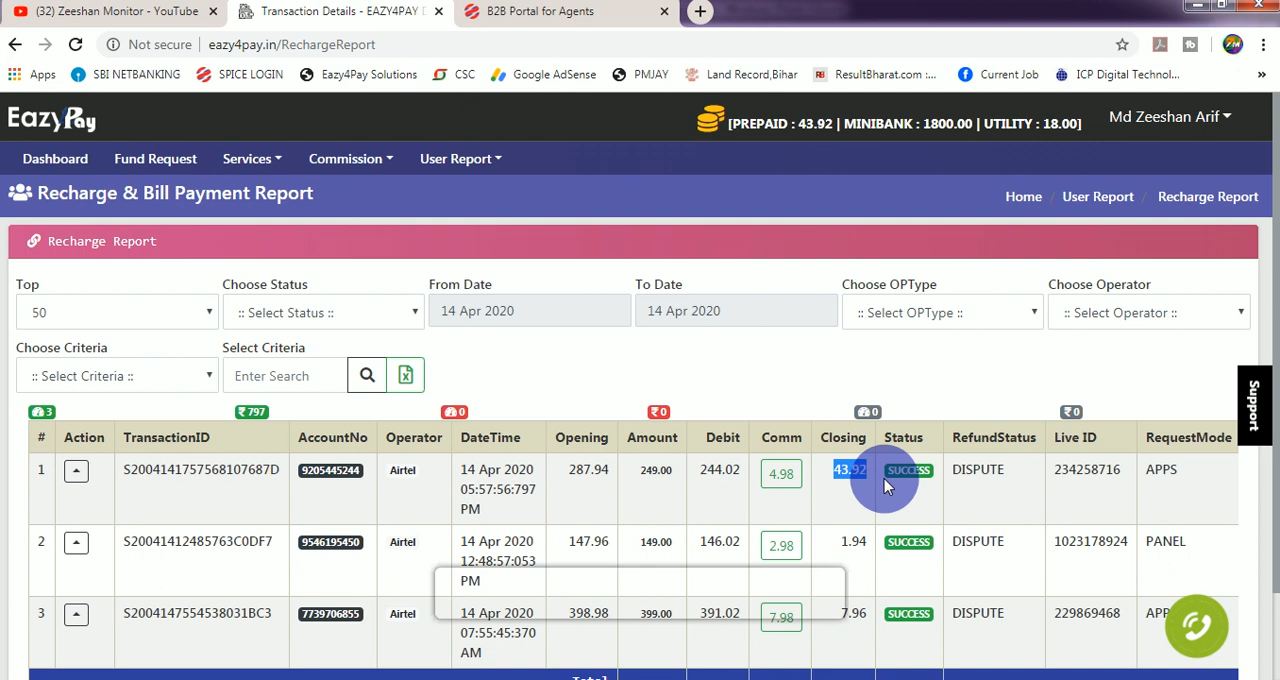 (32) Zeeshan Monitor - YouTube
Transaction Details - EAZY4PAY D
B2B Portal for Agents
Not secure | eazy4pay.in/RechargeReport
Apps SBI NETBANKING SPICE LOGIN Eazy4Pay Solutions CSC Google AdSense PMJAY Land Record,Bihar ResultBharat.com :... Current Job ICP Digital Technol... »
EazyPay
[PREPAID : 43.92 | MINIBANK : 1800.00 | UTILITY : 18.00]
Md Zeeshan Arif
Dashboard Fund Request Services Commission User Report
Recharge & Bill Payment Report
Home / User Report / Recharge Report
Recharge Report
Top Choose Status From Date To Date Choose OPType Choose Operator
50 :: Select Status :: 14 Apr 2020 14 Apr 2020 :: Select OPType :: :: Select Operator ::
Choose Criteria Select Criteria
:: Select Criteria :: Enter Search
Support
3 ₹ 797 0 ₹ 0 0 ₹ 0
# Action TransactionID AccountNo Operator DateTime Opening Amount Debit Comm Closing Status RefundStatus Live ID RequestMode
1 S2004141757568107687D 9205445244 Airtel 14 Apr 2020 287.94 249.00 244.02 4.98 43.92 SUCCESS DISPUTE 234258716 APPS
05:57:56:797
PM
2 S20041412485763C0DF7 9546195450 Airtel 14 Apr 2020 147.96 149.00 146.02 2.98 1.94 SUCCESS DISPUTE 1023178924 PANEL
12:48:57:053
PM
3 S2004147554538031BC3 7739706855 Airtel 14 Apr 2020 398.98 399.00 391.02 7.98 7.96 SUCCESS DISPUTE 229869468
07:55:45:370
AM
Total